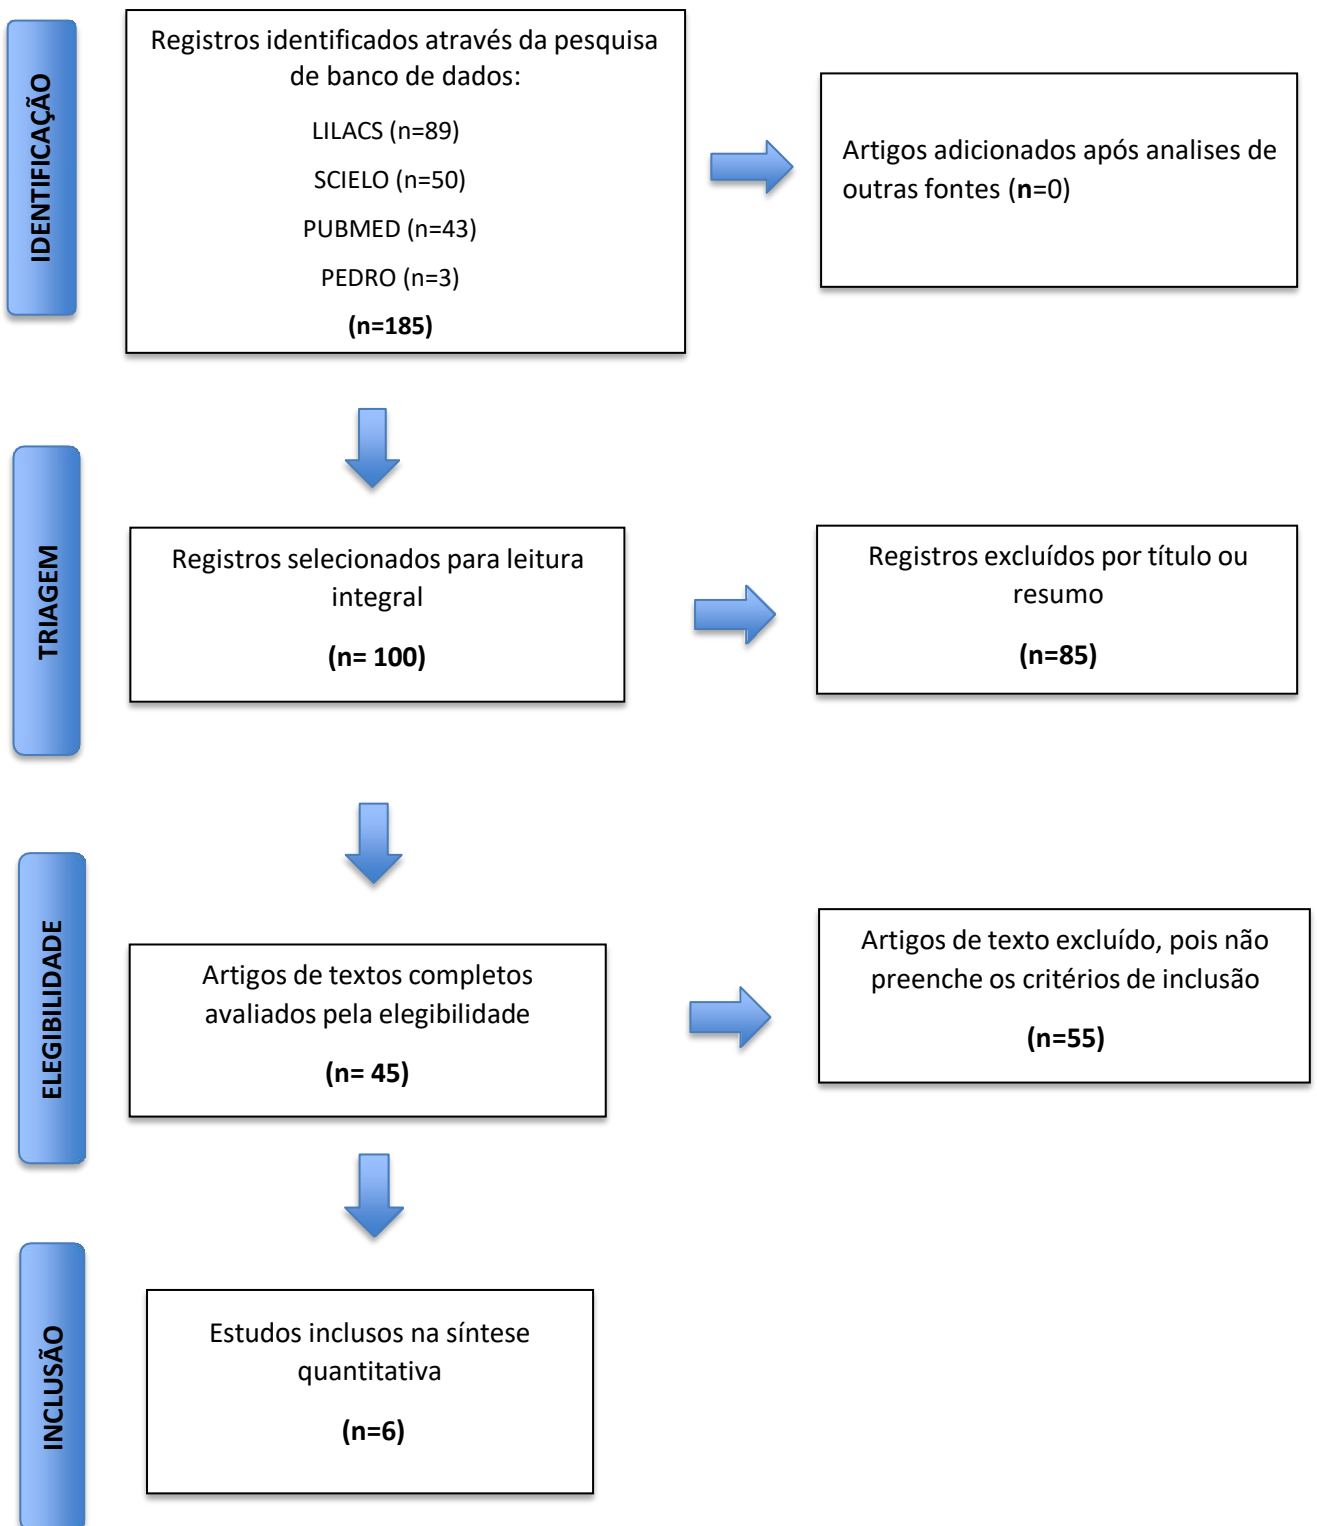 IDENTIFICAÇÃO
Registros identificados através da pesquisa
de banco de dados:
LILACS (n=89)
SCIELO (n=50)
PUBMED (n=43)
PEDRO (n=3)
(n=185)
Artigos adicionados após analises de
outras fontes (n=0)
TRIAGEM
Registros selecionados para leitura
integral
(n= 100)
Registros excluídos por título ou
resumo
(n=85)
ELEGIBILIDADE
Artigos de textos completos
avaliados pela elegibilidade
(n= 45)
Artigos de texto excluído, pois não
preenche os critérios de inclusão
(n=55)
INCLUSÃO
Estudos inclusos na síntese
quantitativa
(n=6)